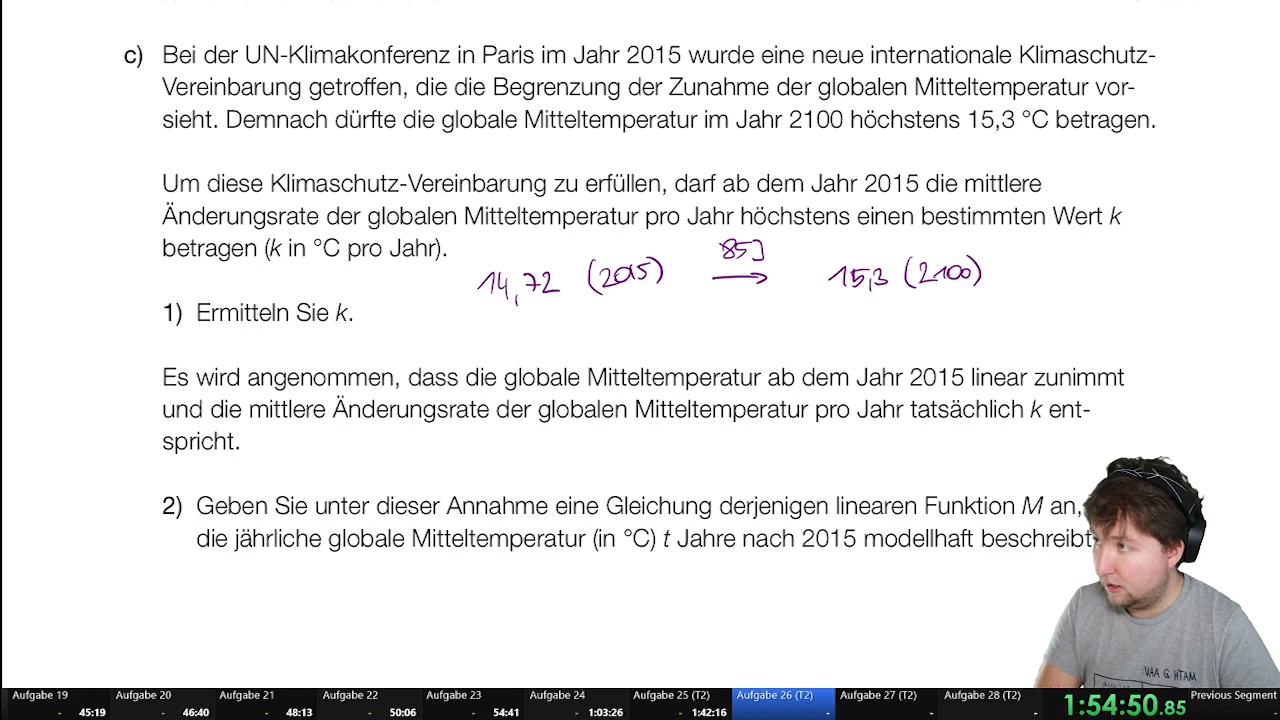 c) Bei der UN-Klimakonferenz in Paris im Jahr 2015 wurde eine neue internationale Klimaschutz-
Vereinbarung getroffen, die die Begrenzung der Zunahme der globalen Mitteltemperatur vor-
sieht. Demnach dürfte die globale Mitteltemperatur im Jahr 2100 höchstens 15,3 °C betragen.
Um diese Klimaschutz-Vereinbarung zu erfüllen, darf ab dem Jahr 2015 die mittlere
Änderungsrate der globalen Mitteltemperatur pro Jahr höchstens einen bestimmten Wert k
betragen (k in °C pro Jahr).
85J
14,72 (2015) → 15,3 (2100)
1) Ermitteln Sie k.
Es wird angenommen, dass die globale Mitteltemperatur ab dem Jahr 2015 linear zunimmt
und die mittlere Änderungsrate der globalen Mitteltemperatur pro Jahr tatsächlich k ent-
spricht.
2) Geben Sie unter dieser Annahme eine Gleichung derjenigen linearen Funktion M an,
die jährliche globale Mitteltemperatur (in °C) t Jahre nach 2015 modellhaft beschreibt
Aufgabe 19 Aufgabe 20 Aufgabe 21 Aufgabe 22 Aufgabe 23 Aufgabe 24 Aufgabe 25 (T2) Aufgabe 26 (T2) Aufgabe 27 (T2) Aufgabe 28 (T2) 1:54:50.85 Previous Segment
- 45:19 - 46:40 - 48:13 - 50:06 - 54:41 - 1:03:26 - 1:42:16 - - - -